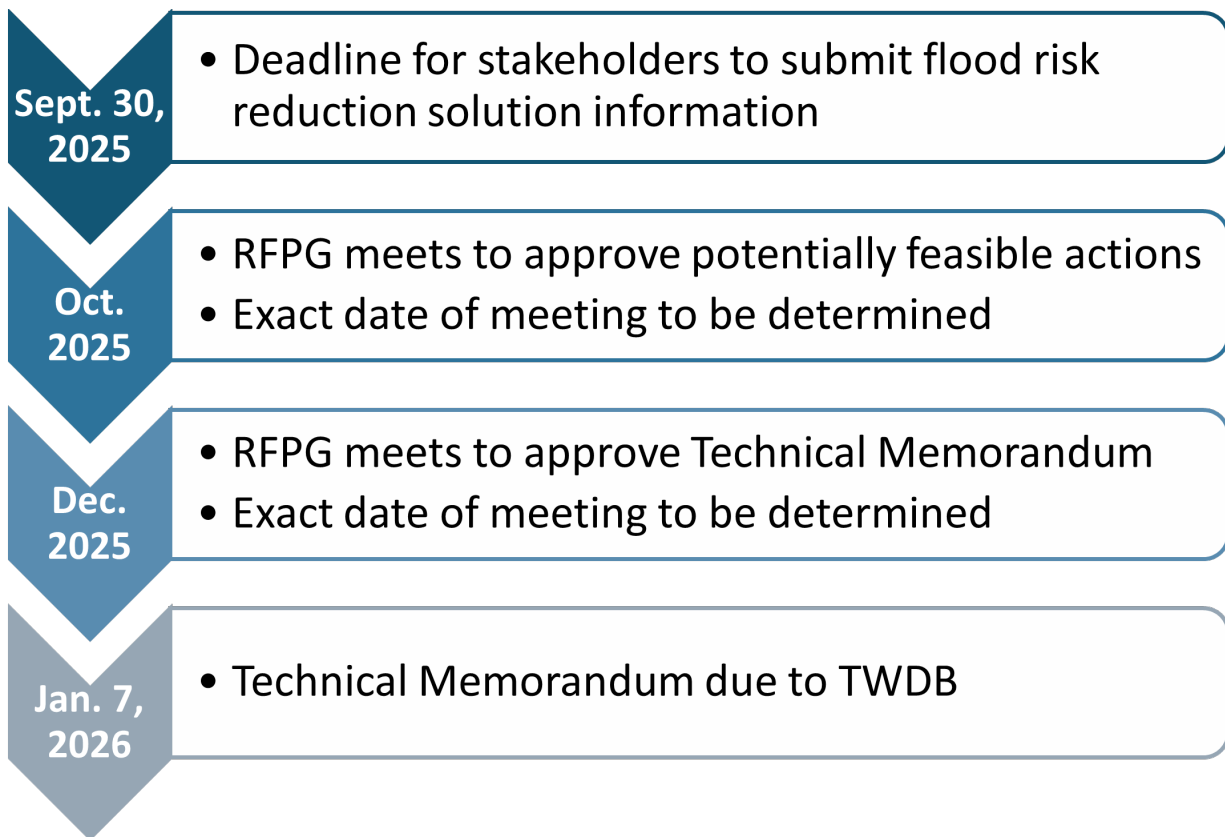 Sept. 30,
2025
• Deadline for stakeholders to submit flood risk
reduction solution information
Oct.
2025
• RFPG meets to approve potentially feasible actions
• Exact date of meeting to be determined
Dec.
2025
• RFPG meets to approve Technical Memorandum
• Exact date of meeting to be determined
Jan. 7,
2026
• Technical Memorandum due to TWDB